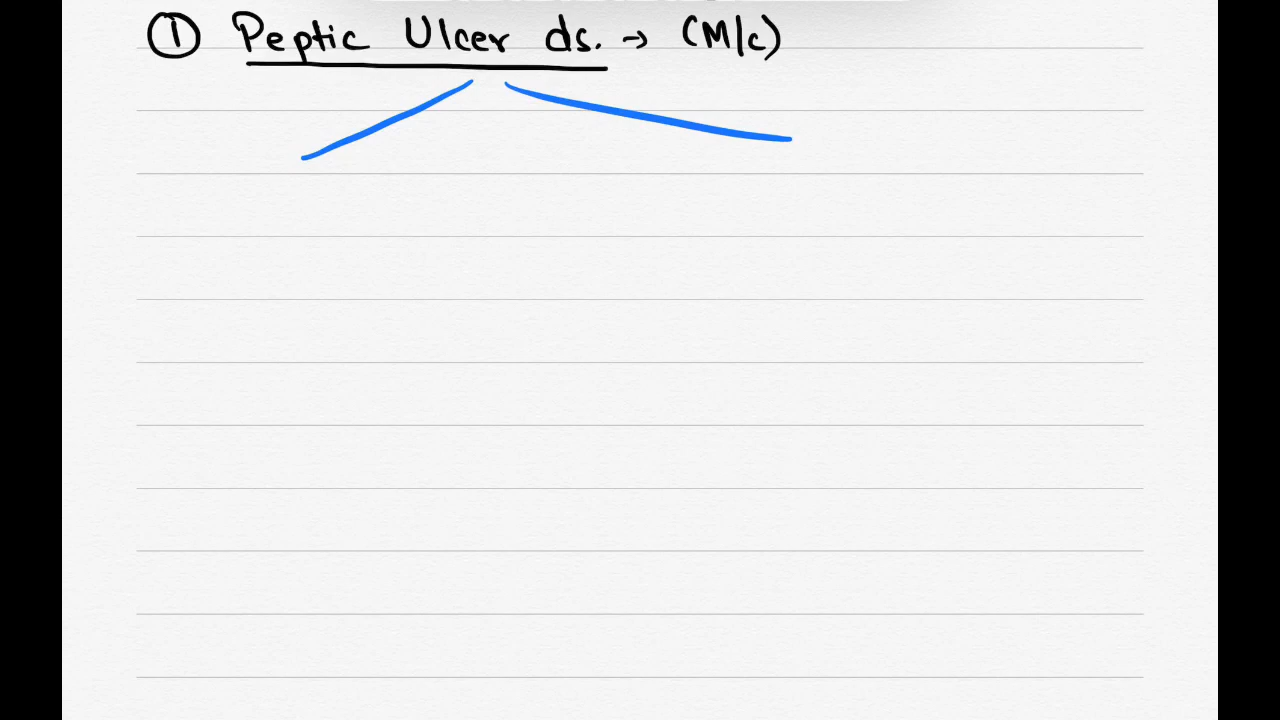 ① Peptic Ulcer ds. → (M/c)